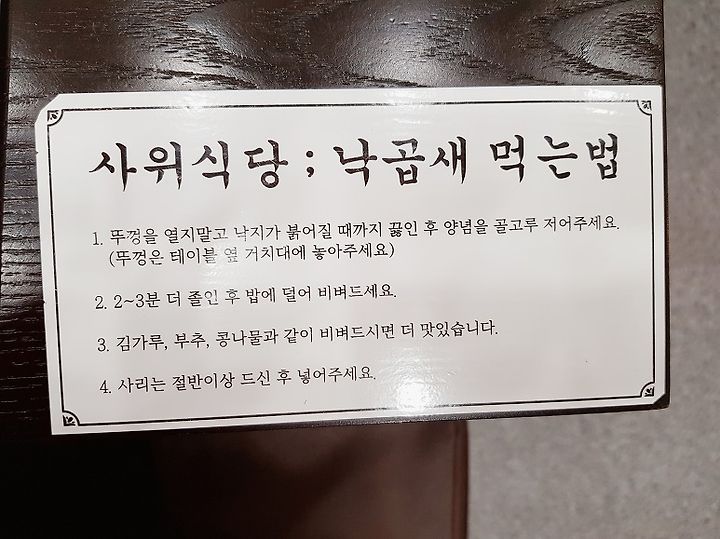 사위식당 ; 낙곱새 먹는법
1. 뚜껑을 열지말고 낙지가 붉어질 때까지 끓인 후 양념을 골고루 저어주세요.
(뚜껑은 테이블 옆 거치대에 놓아주세요)
2. 2~3분 더 졸인 후 밥에 덜어 비벼드세요.
3. 김가루, 부추, 콩나물과 같이 비벼드시면 더 맛있습니다.
4. 사리는 절반이상 드신 후 넣어주세요.